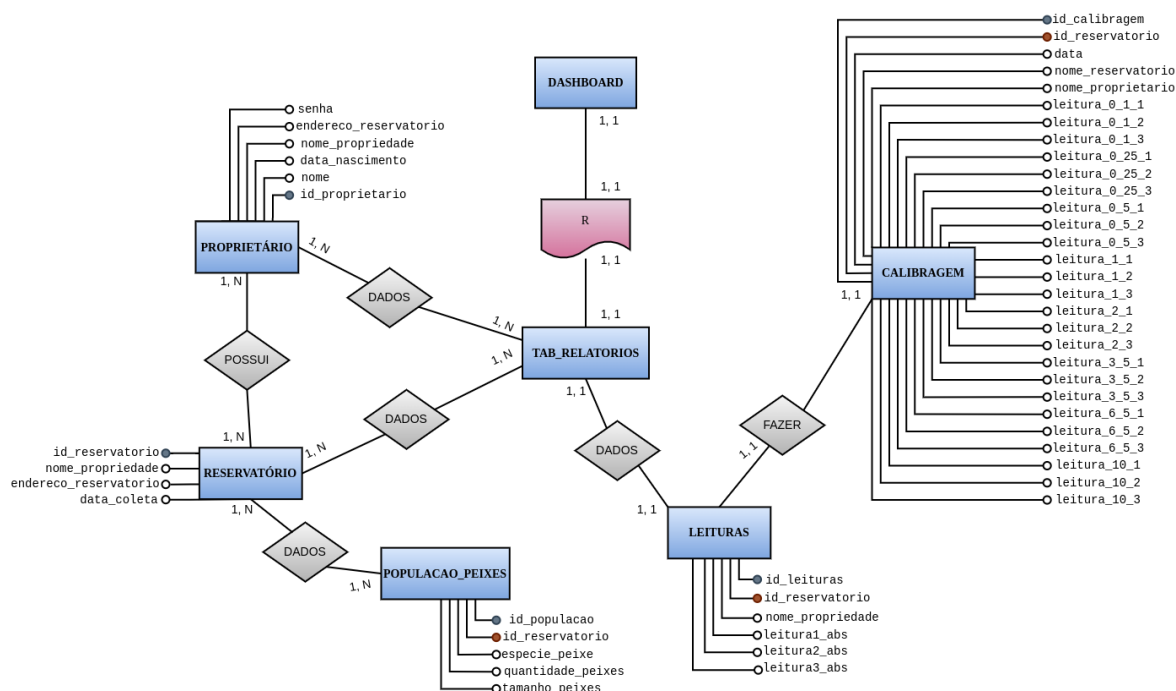 id_calibragem
id_reservatorio
data
nome_reservatorio
nome_proprietario
leitura_0_1_1
leitura_0_1_2
leitura_0_1_3
leitura_0_25_1
leitura_0_25_2
leitura_0_25_3
leitura_0_5_1
leitura_0_5_2
leitura_0_5_3
leitura_1_1
leitura_1_2
leitura_1_3
leitura_2_1
leitura_2_2
leitura_2_3
leitura_3_5_1
leitura_3_5_2
leitura_3_5_3
leitura_6_5_1
leitura_6_5_2
leitura_6_5_3
leitura_10_1
leitura_10_2
leitura_10_3
CALIBRAGEM
1, 1
FAZER
1, 1
DASHBOARD
1, 1
1, 1
R
1, 1
1, 1
TAB_RELATORIOS
senha
endereco_reservatorio
nome_propriedade
data_nascimento
nome
id_proprietario
PROPRIETÁRIO
1, N
DADOS
1, N
1, N
POSSUI
1, N
1, N
DADOS
1, N
id_reservatorio
nome_propriedade
endereco_reservatorio
data_coleta
RESERVATÓRIO
1, N
DADOS
1, N
POPULACAO_PEIXES
id_populacao
id_reservatorio
especie_peixe
quantidade_peixes
tamanho_peixes
1, 1
DADOS
1, 1
LEITURAS
id_leituras
id_reservatorio
nome_propriedade
leitura1_abs
leitura2_abs
leitura3_abs